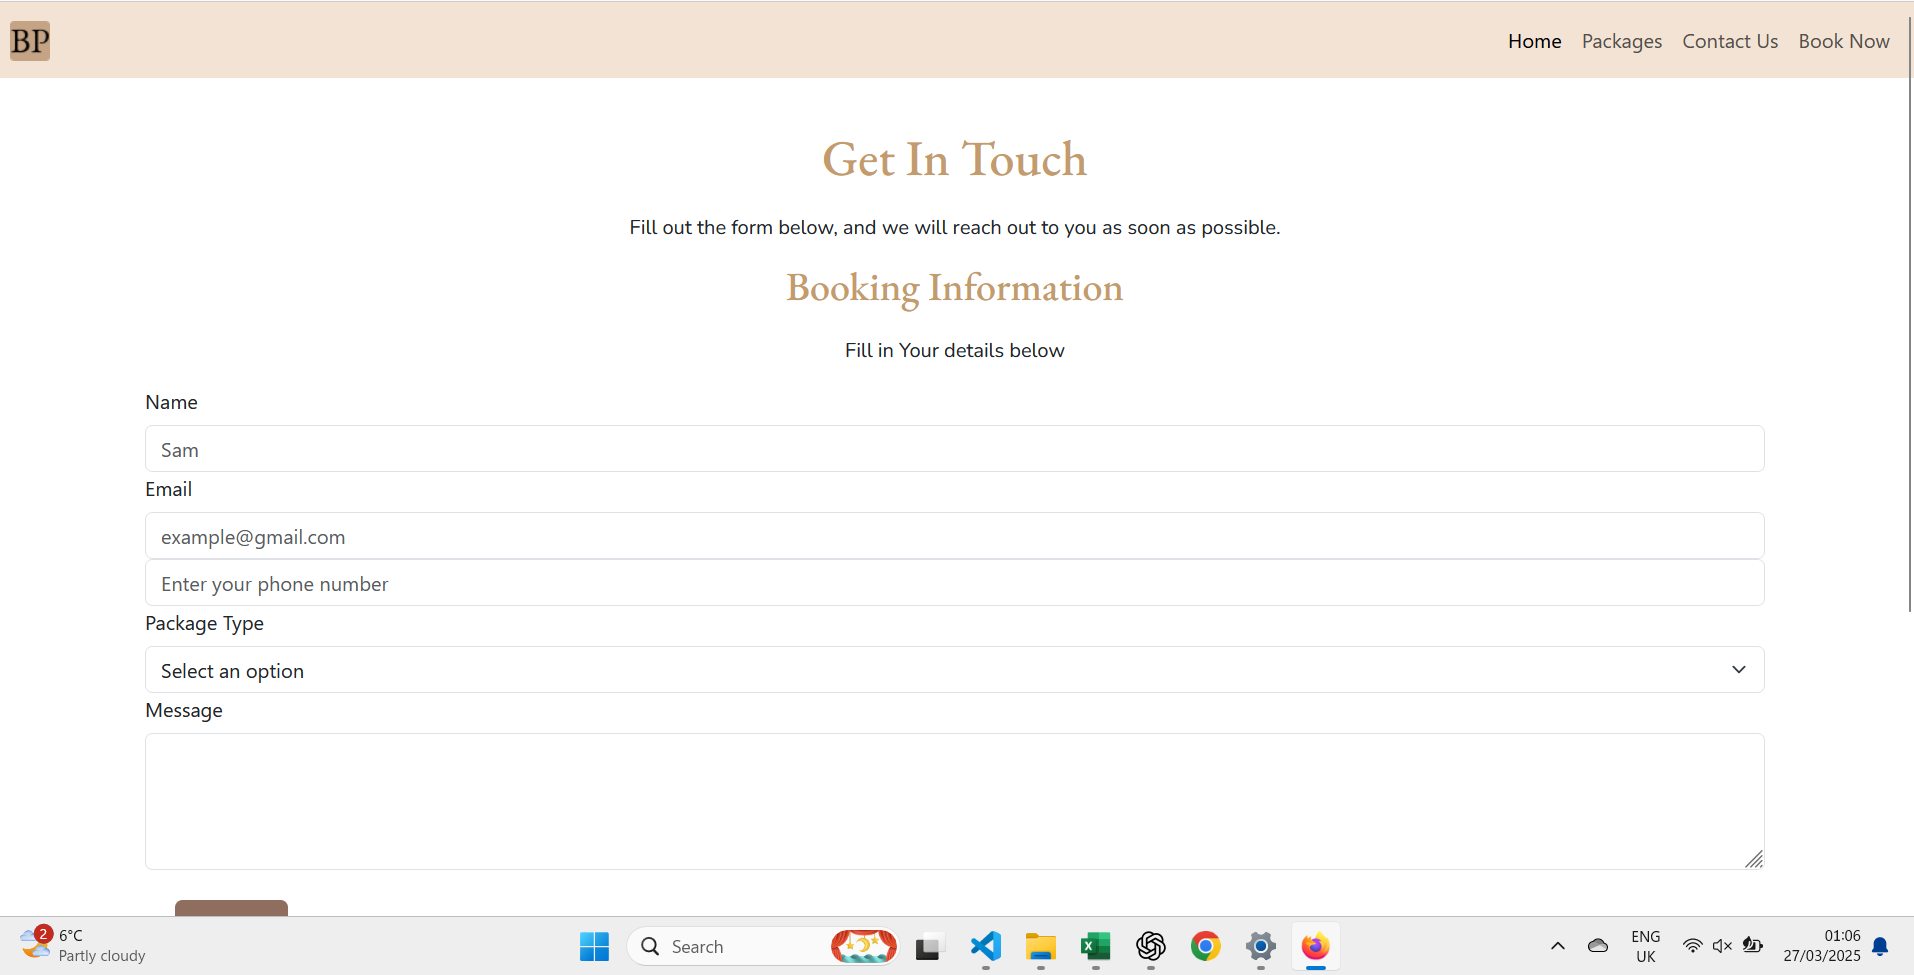 BP
Home Packages Contact Us Book Now
Get In Touch
Fill out the form below, and we will reach out to you as soon as possible.
Booking Information
Fill in Your details below
Name
Sam
Email
example@gmail.com
Enter your phone number
Package Type
Select an option
Message
2
6°C
Partly cloudy
Search
ENG
UK
01:06
27/03/2025